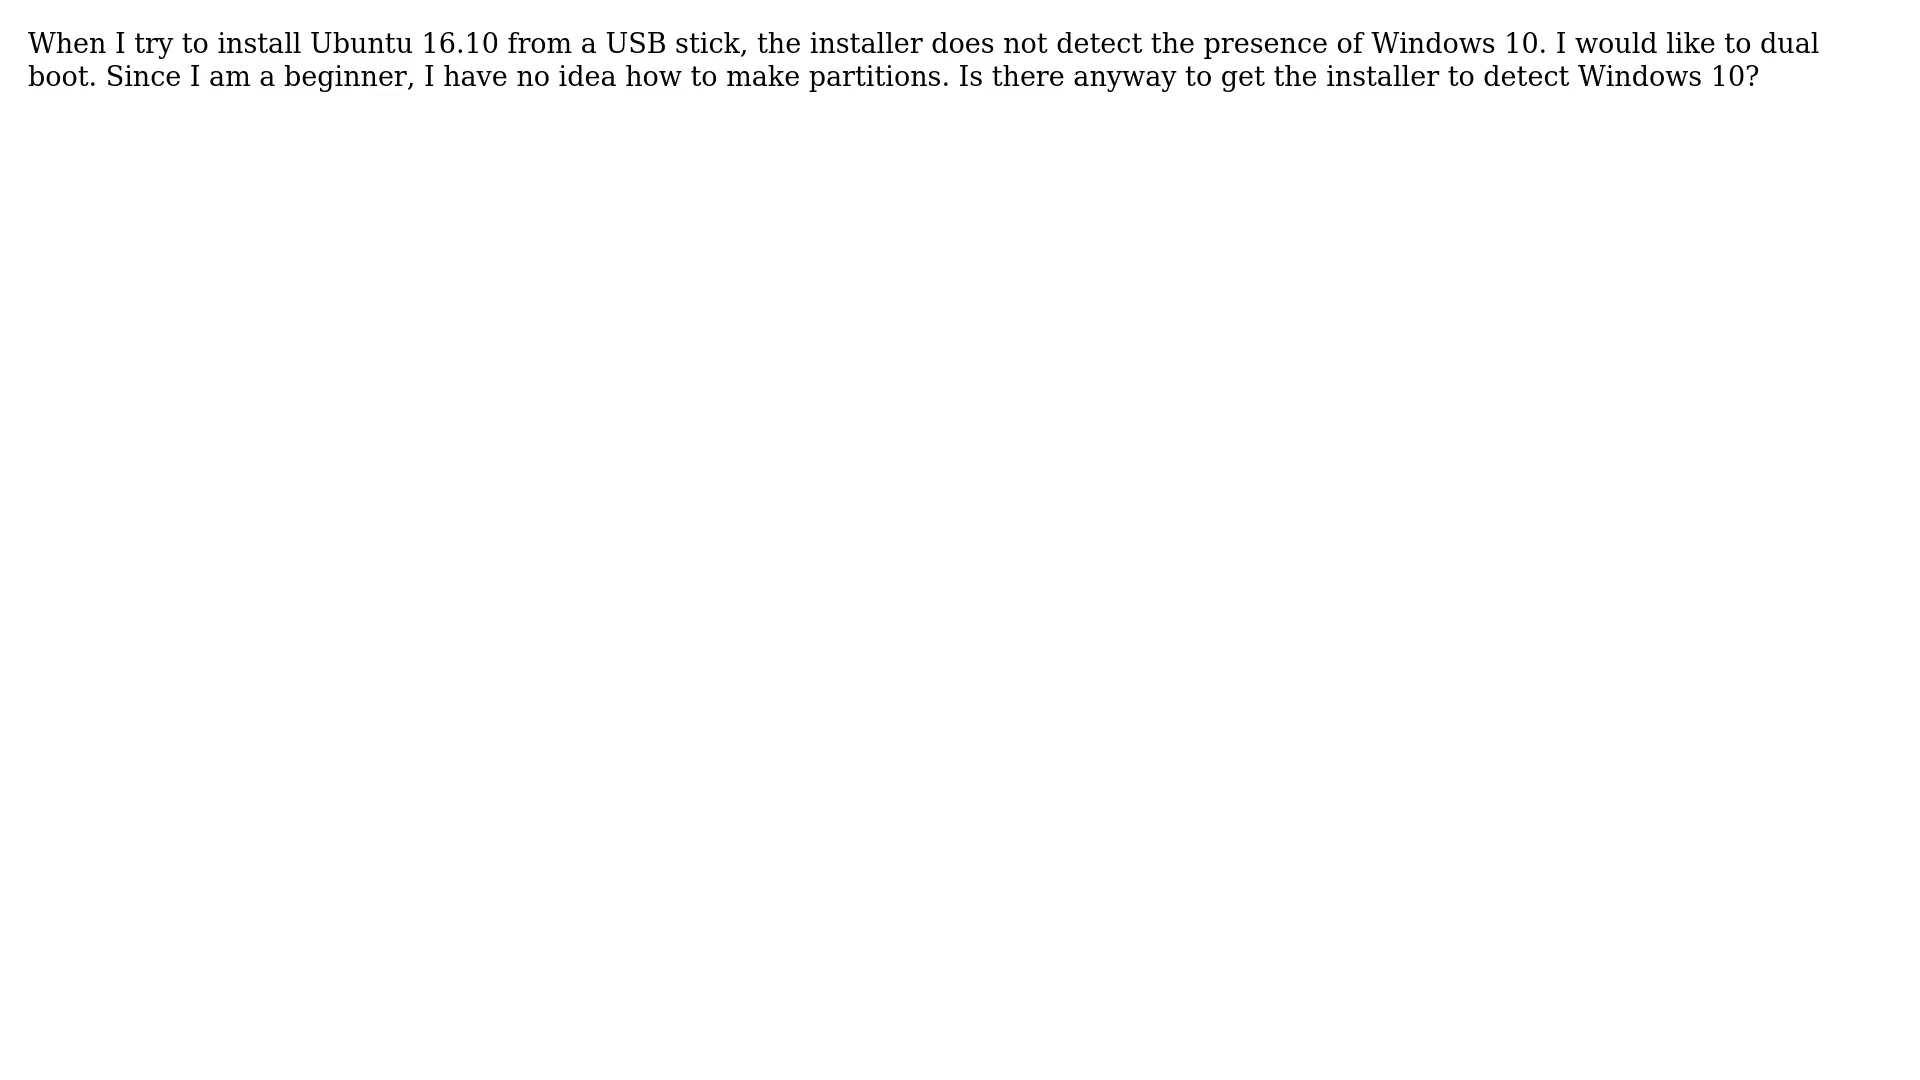 When I try to install Ubuntu 16.10 from a USB stick, the installer does not detect the presence of Windows 10. I would like to dual
boot. Since I am a beginner, I have no idea how to make partitions. Is there anyway to get the installer to detect Windows 10?